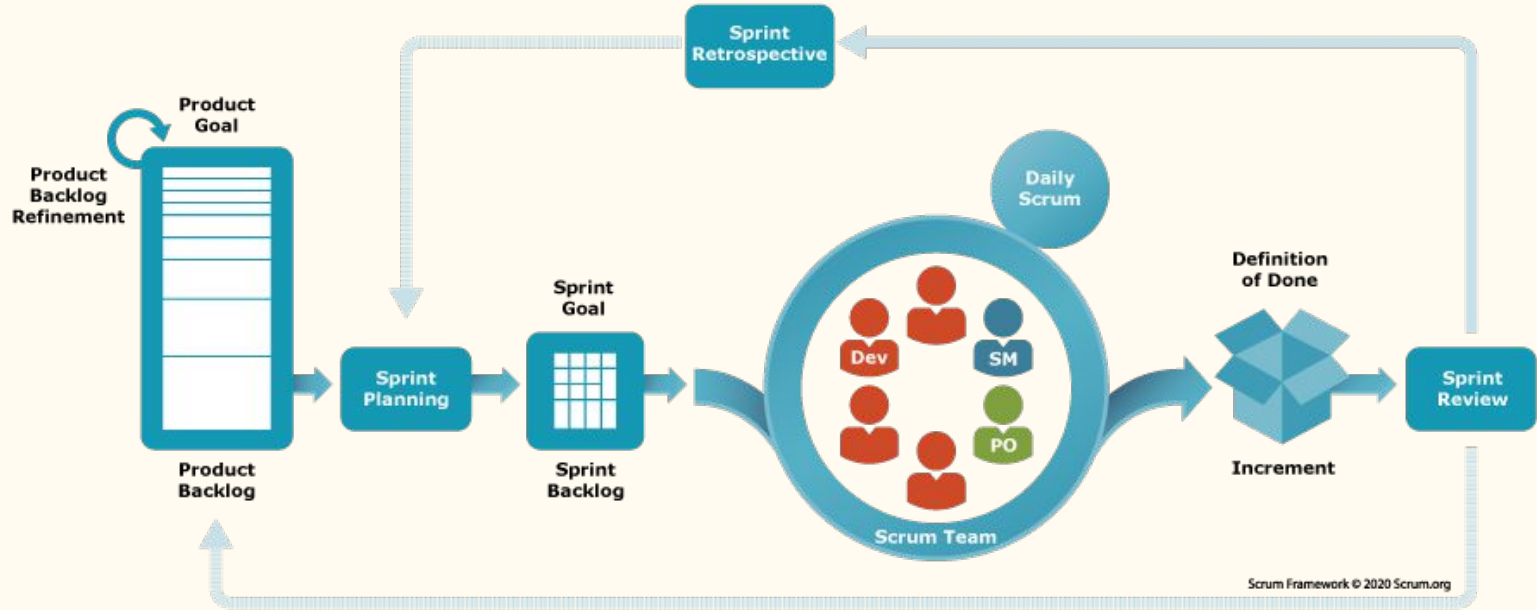 Sprint
Retrospective
Product
Goal
Product
Backlog
Refinement
Daily
Scrum
Definition
of Done
Sprint
Goal
Dev
SM
Sprint
Planning
Sprint
Review
PO
Product
Backlog
Sprint
Backlog
Increment
Scrum Team
Scrum Framework © 2020 Scrum.org